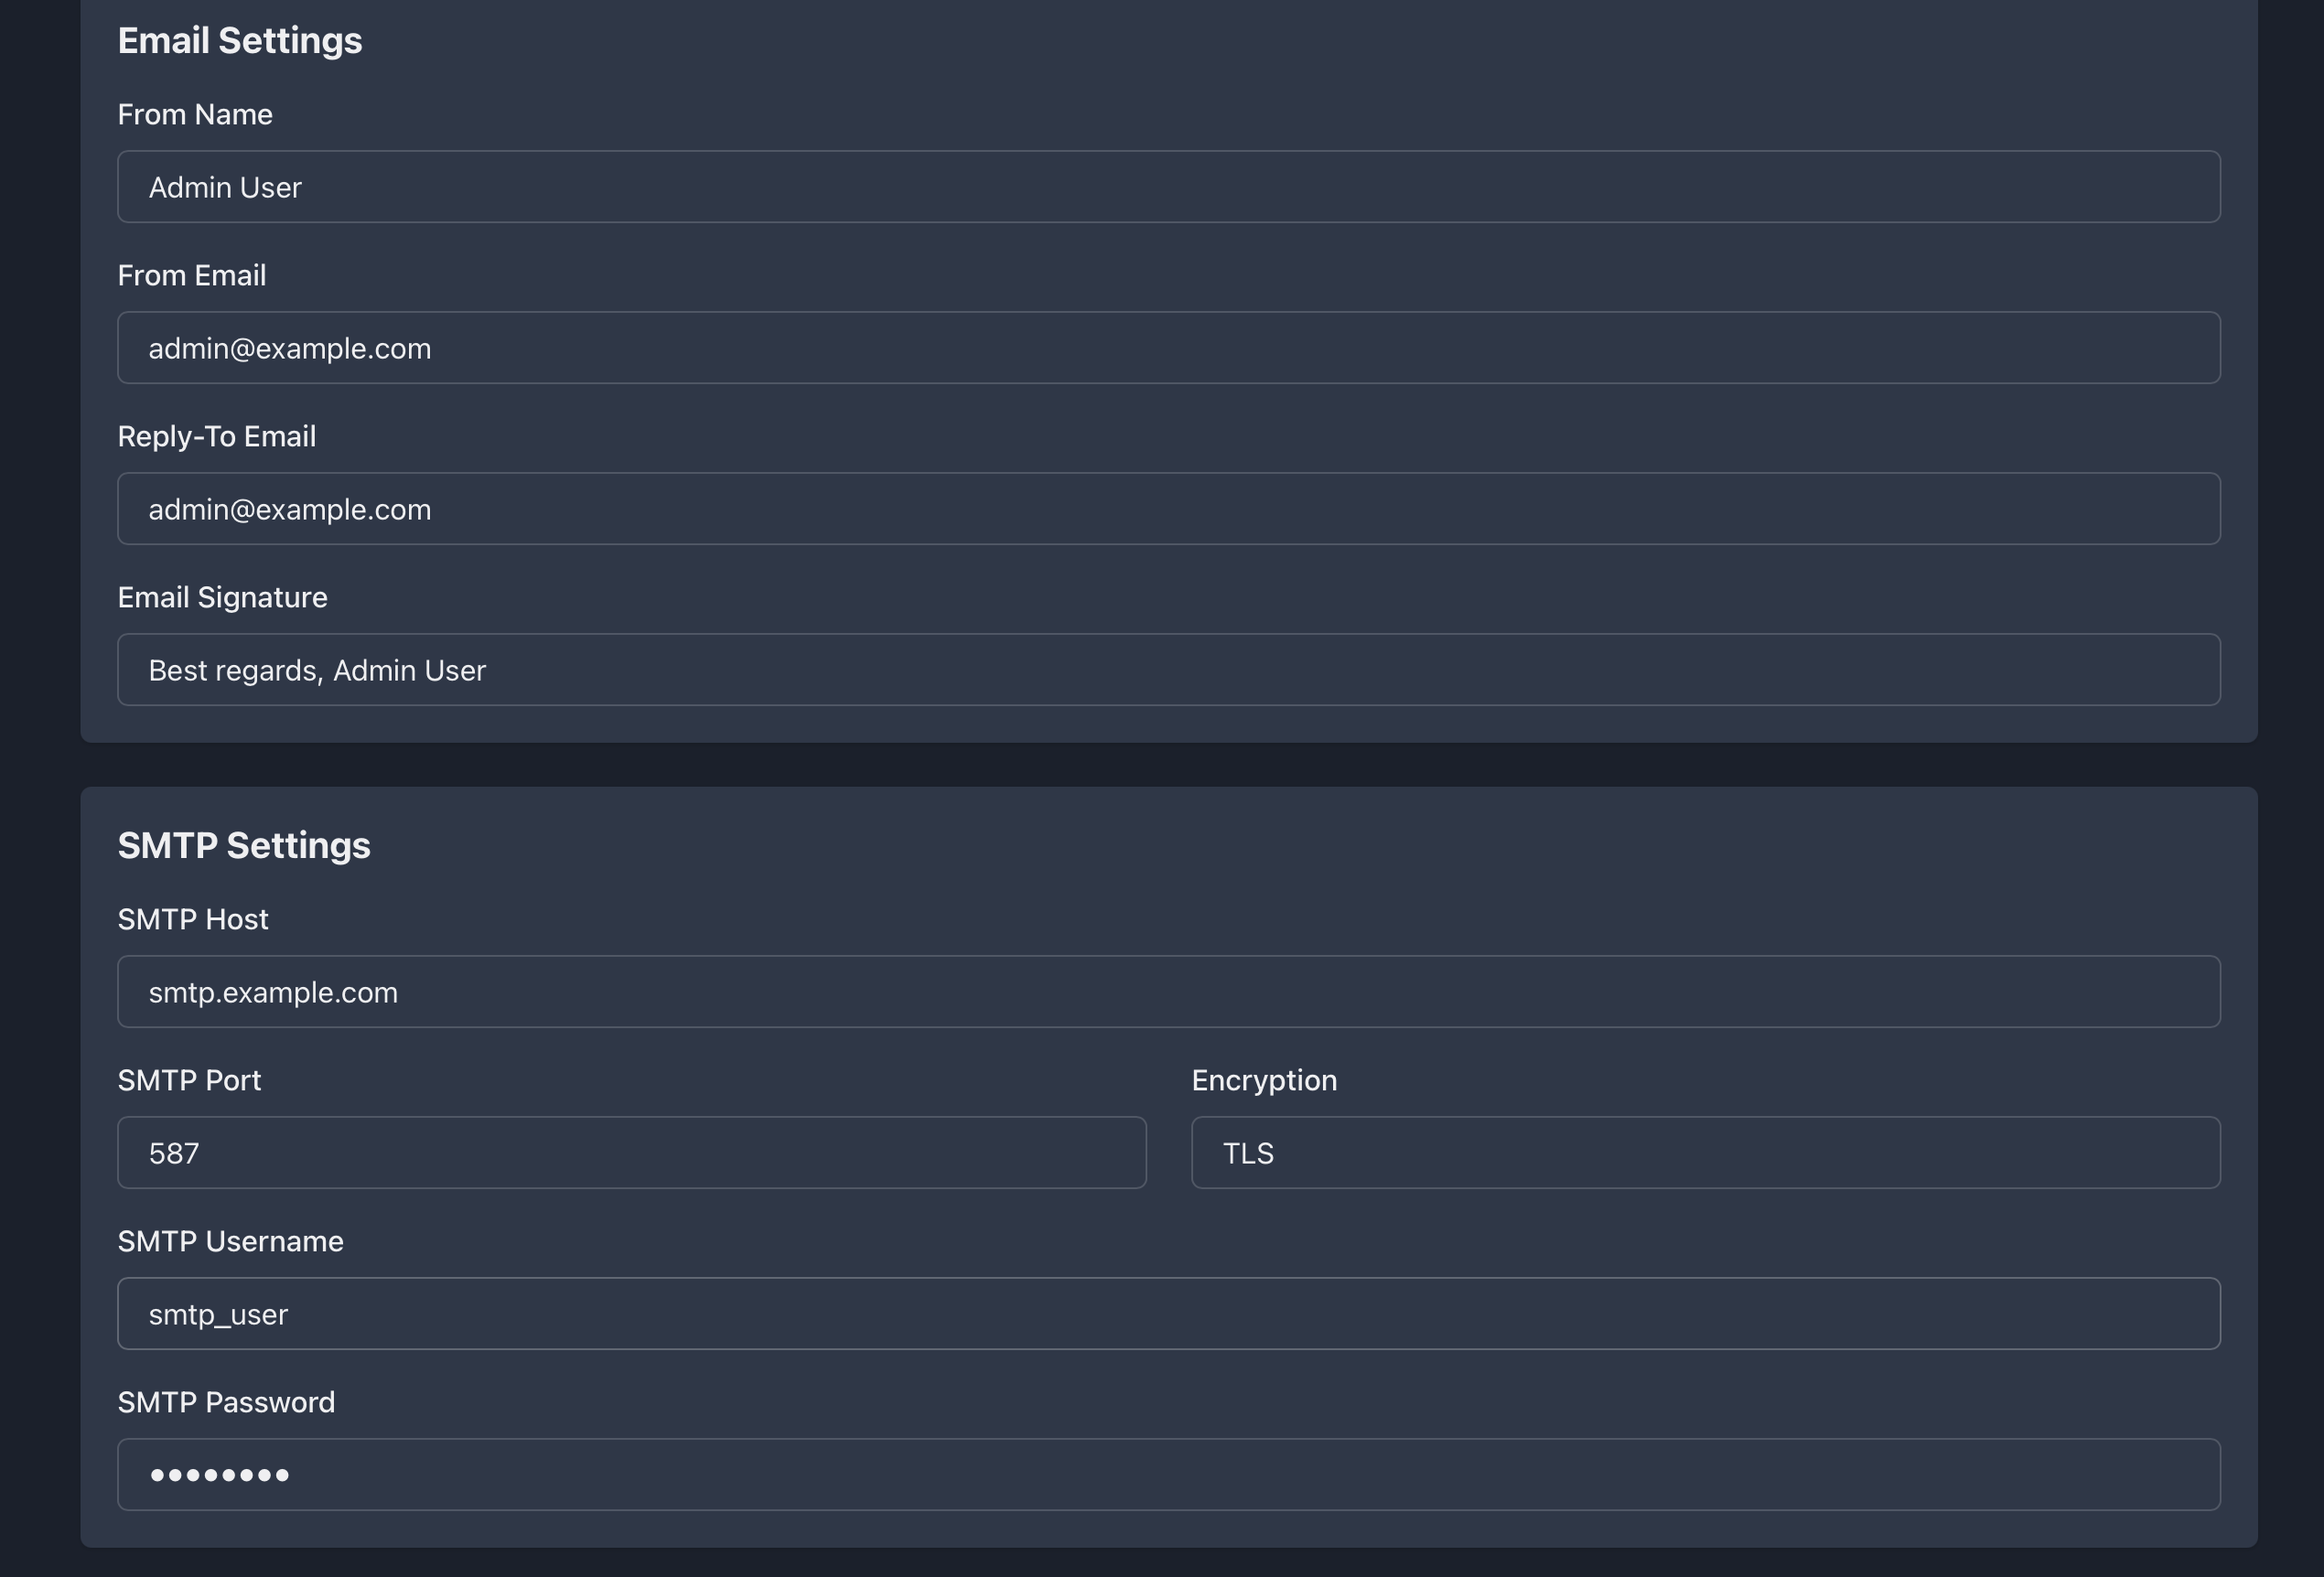 Email Settings
From Name
Admin User
From Email
admin@example.com
Reply-To Email
admin@example.com
Email Signature
Best regards, Admin User
SMTP Settings
SMTP Host
smtp.example.com
SMTP Port
Encryption
587
TLS
SMTP Username
smtp_user
SMTP Password
••••••••